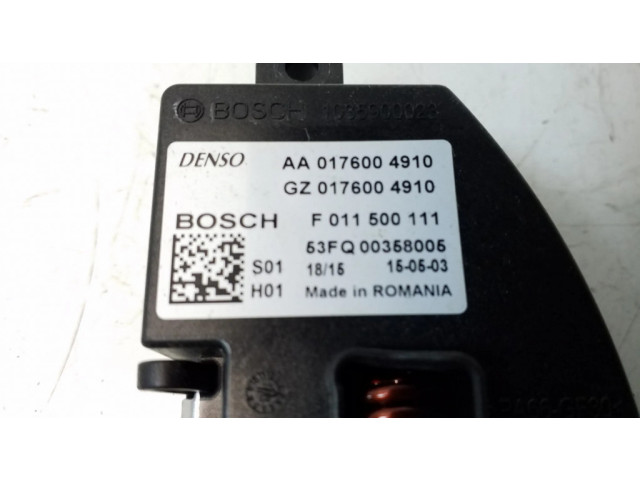 BOSCH 1035500023
DENSO AA 017600 4910
GZ 017600 4910
BOSCH F 011 500 111
53FQ 00358005
S01 18/15 15-05-03
H01 Made in ROMANIA